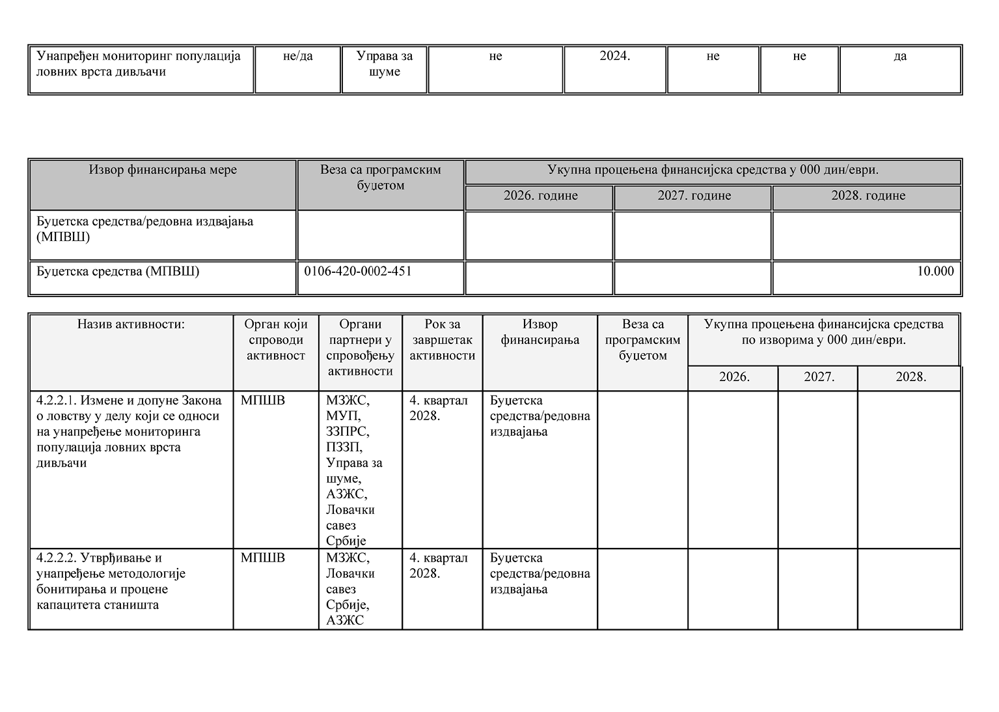 Унапређен мониторинг популација
ловних врста дивљачи
не/да
Управа за
шуме
не
2024.
не
не
да
Извор финансирања мере
Веза са програмским
буџетом
Укупна процењена финансијска средства у 000 дин/еври.
2026. године
2027. године
2028. године
Буџетска средства/редовна издвајања
(МПВШ)
Буџетска средства (МПВШ)
0106-420-0002-451
10.000
Назив активности:
Орган који
спроводи
активност
Органи
партнери у
спровођењу
активности
Рок за
завршетак
активности
Извор
финансирања
Веза са
програмским
буџетом
Укупна процењена финансијска средства
по изворима у 000 дин/еври.
2026.
2027.
2028.
4.2.2.1. Измене и допуне Закона
о ловству у делу који се односи
на унапређење мониторинга
популација ловних врста
дивљачи
МПШВ
МЗЖС,
МУП,
ЗЗПРС,
ПЗЗП,
Управа за
шуме,
АЗЖС,
Ловачки
савез
Србије
4. квартал
2028.
Буџетска
средства/редовна
издвајања
4.2.2.2. Утврђивање и
унапређење методологије
бонитирања и процене
капацитета станишта
МПШВ
МЗЖС,
Ловачки
савез
Србије,
АЗЖС
4. квартал
2028.
Буџетска
средства/редовна
издвајања